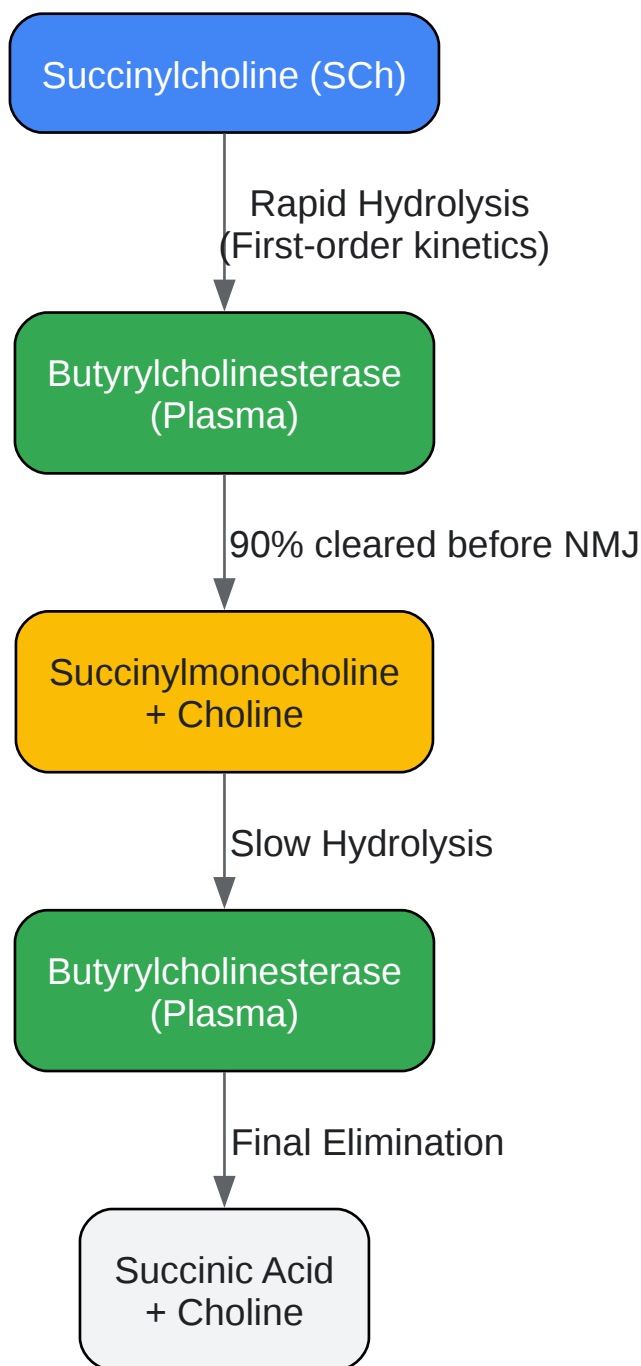 Succinylcholine (SCh)
Rapid Hydrolysis
(First-order kinetics)
Butyrylcholinesterase
(Plasma)
90% cleared before NMJ
Succinylmonocholine
+ Choline
Slow Hydrolysis
Butyrylcholinesterase
(Plasma)
Final Elimination
Succinic Acid
+ Choline